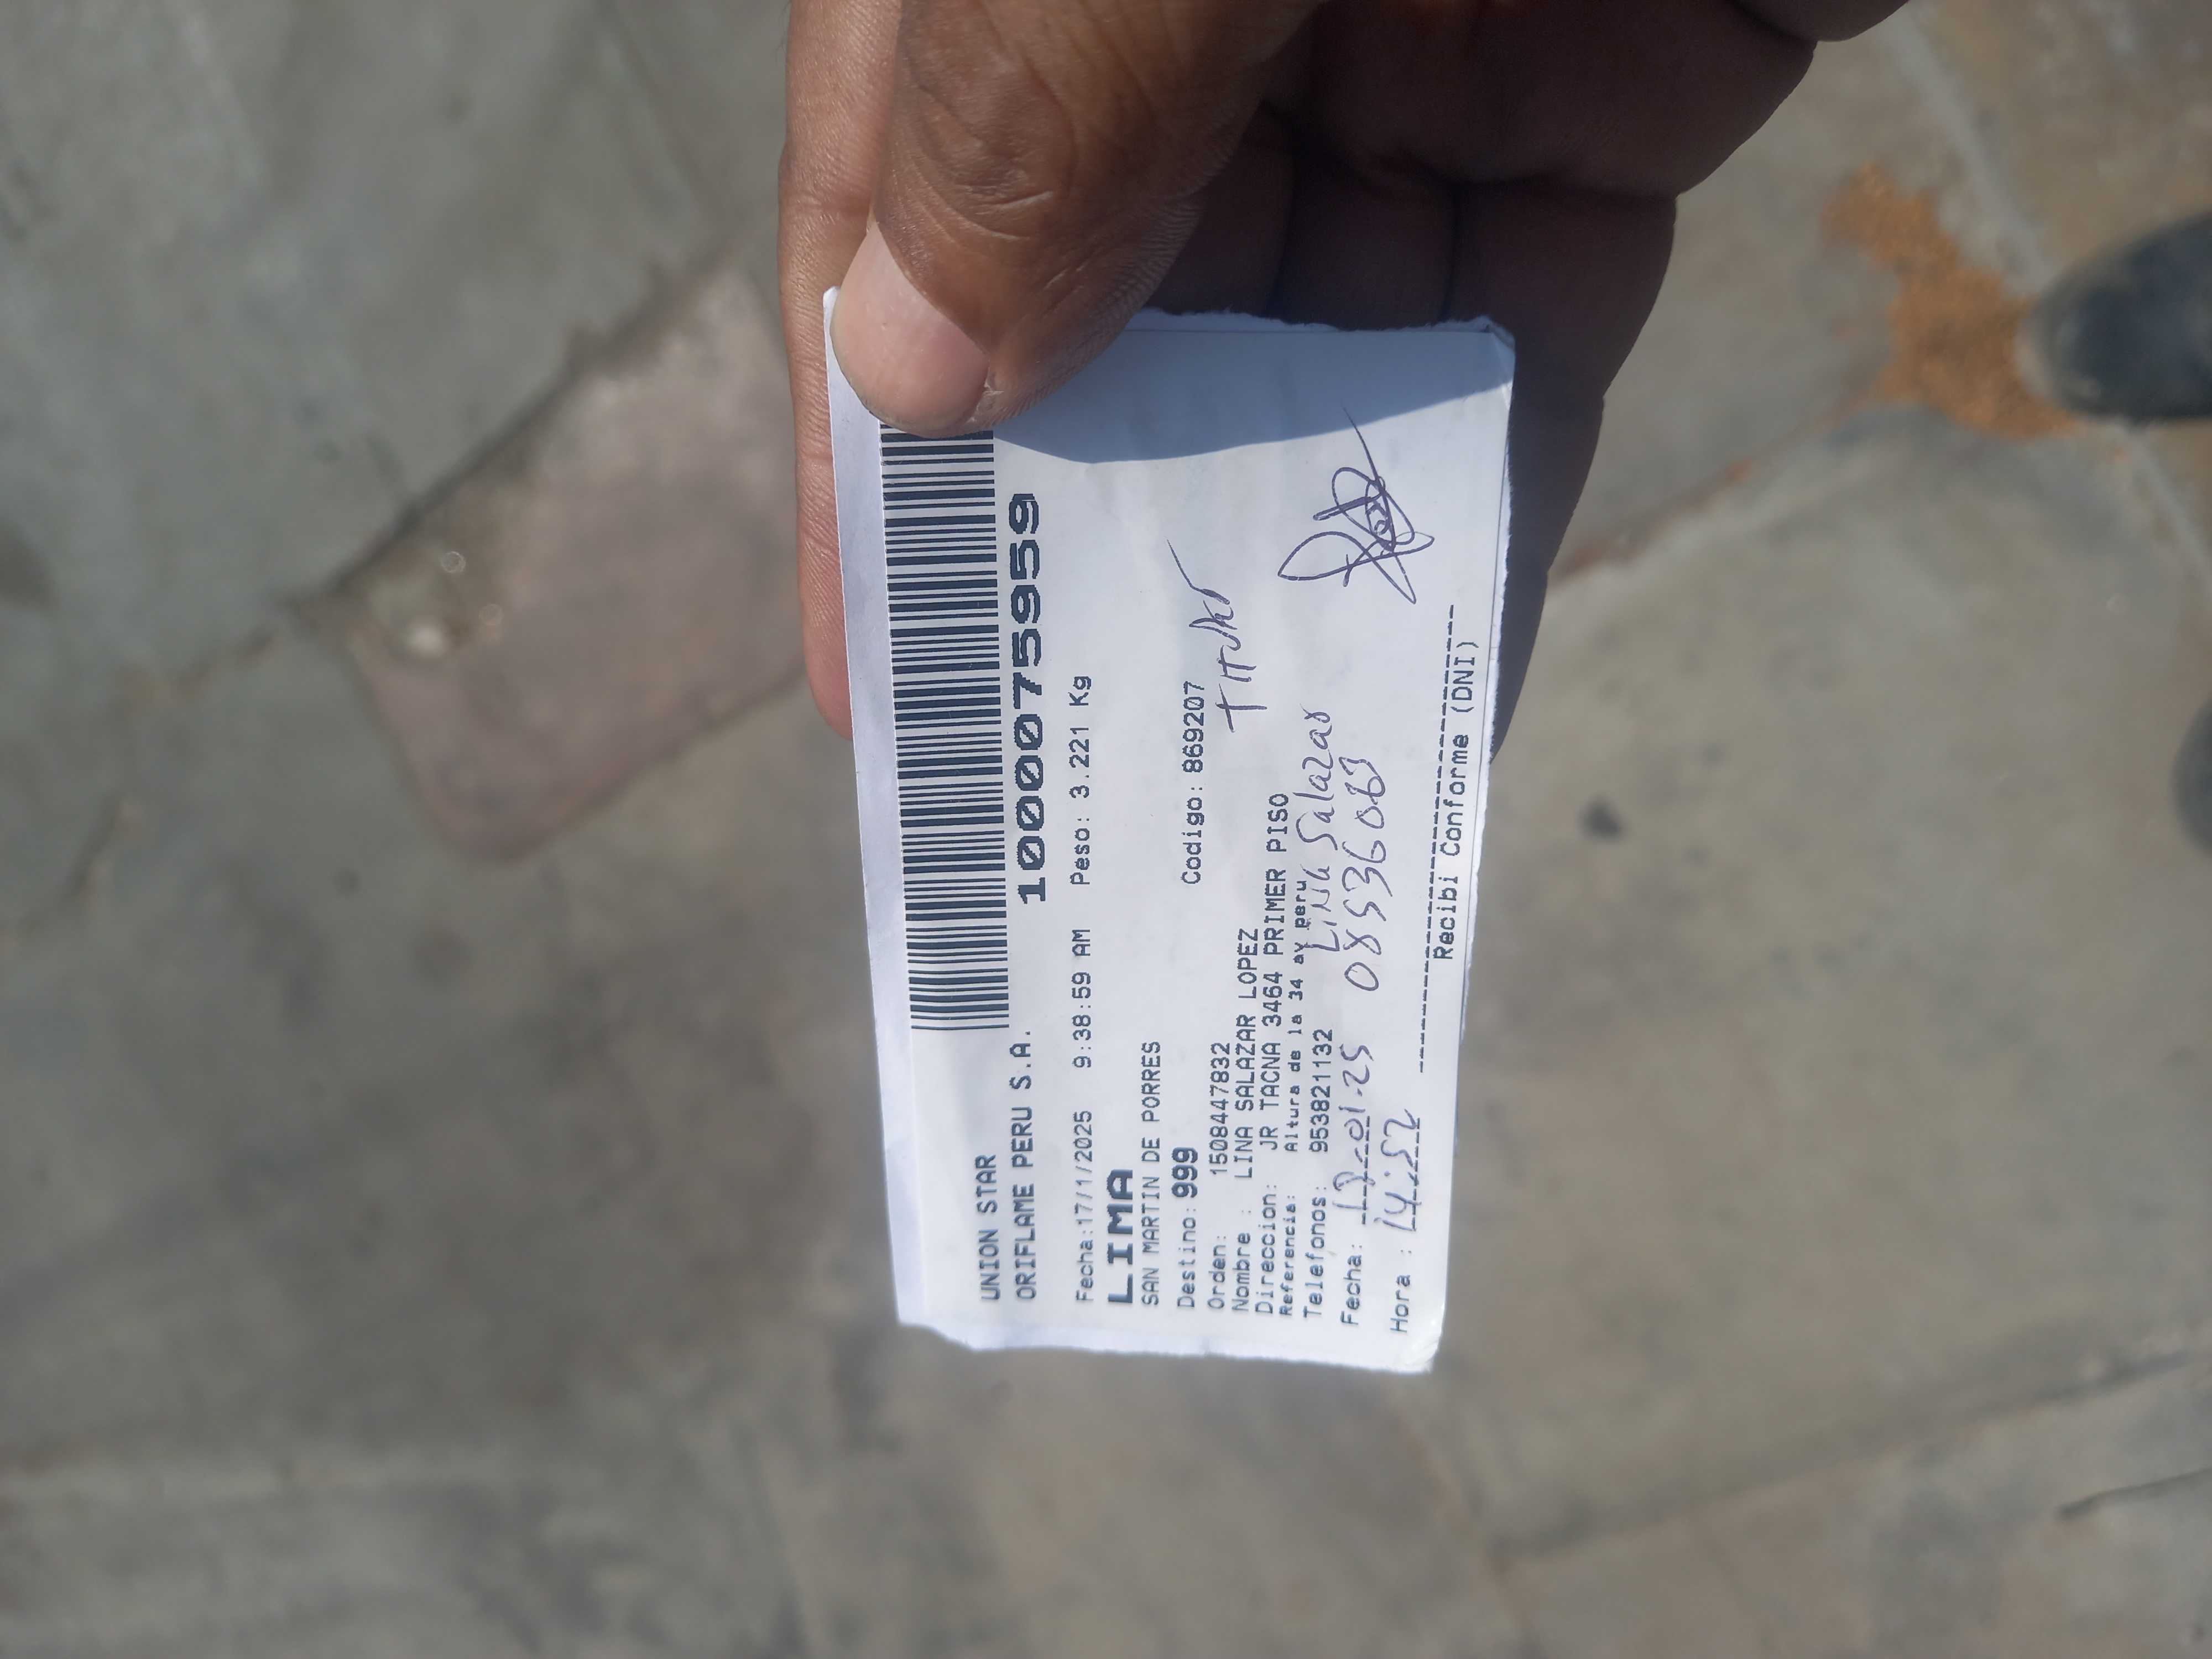 UNION STAR
ORIFLAME PERU S.A. 1000075959
Fecha:17/1/2025 9:38:59 AM Peso: 3.221 Kg
LIMA
SAN MARTIN DE PORRES
Destino: 999 Codigo: 869207
Titular
Orden: 1508447832
Nombre : LINA SALAZAR LOPEZ
Direccion: JR TACNA 3464 PRIMER PISO
Referencia: Altura de la 34 av peru
Lina Salazar
Telefonos: 953821132
08536063
Fecha: 17-01-25
Hora : 14:52
Recibi Conforme (DNI)